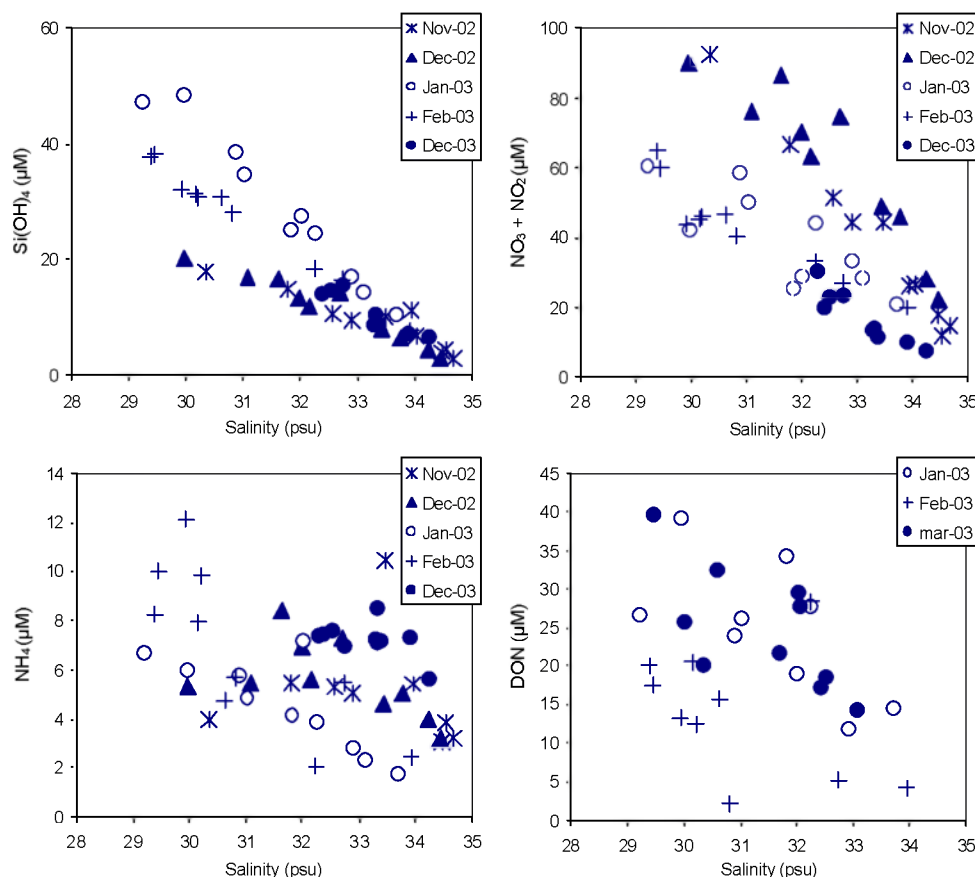 60
40
20
0
Si(OH)4 (µM)
28 29 30 31 32 33 34 35
Salinity (psu)
Nov-02
Dec-02
Jan-03
Feb-03
Dec-03
100
80
60
40
20
0
NO3 + NO2 (µM)
28 29 30 31 32 33 34 35
Salinity (psu)
Nov-02
Dec-02
Jan-03
Feb-03
Dec-03
14
12
10
8
6
4
2
0
NH4 (µM)
28 29 30 31 32 33 34 35
Salinity (psu)
Nov-02
Dec-02
Jan-03
Feb-03
Dec-03
45
40
35
30
25
20
15
10
5
0
DON (µM)
28 29 30 31 32 33 34 35
Salinity (psu)
Jan-03
Feb-03
mar-03